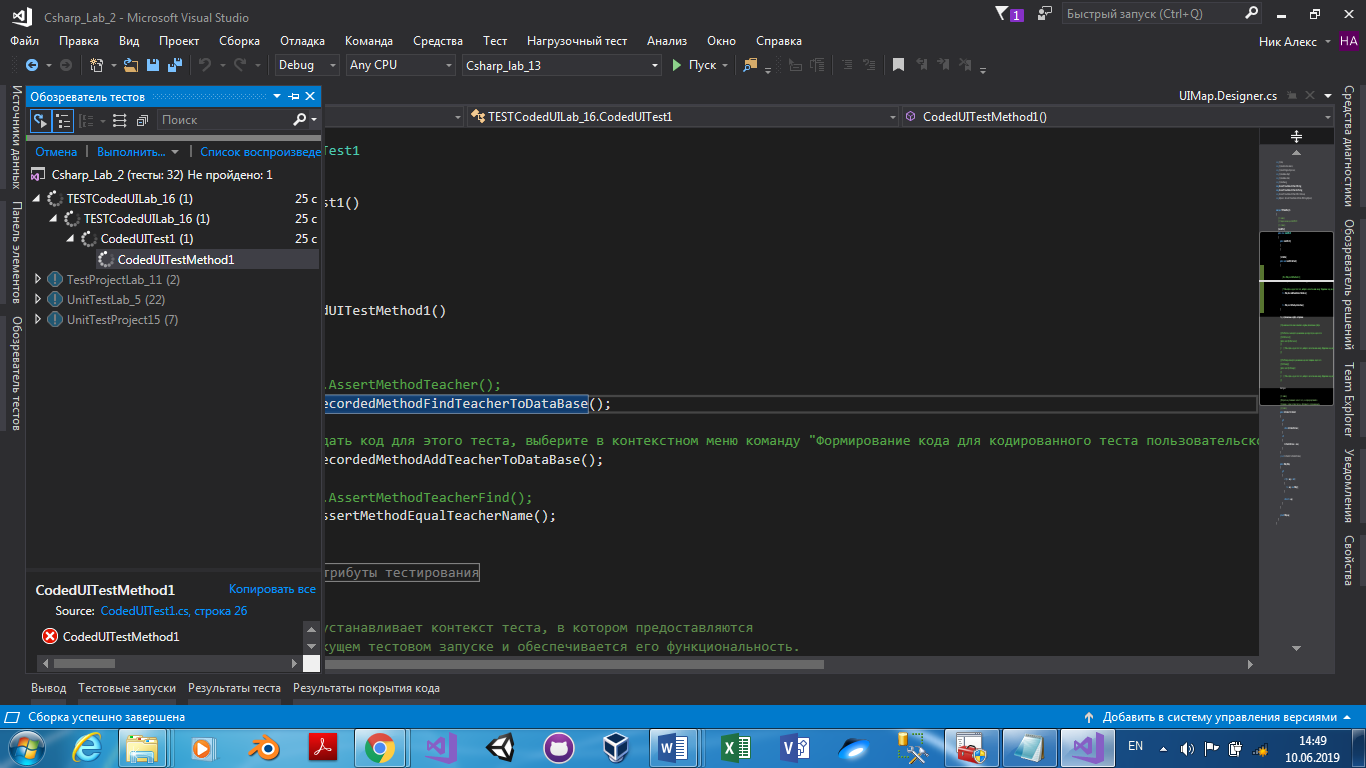 Csharp_Lab_2 - Microsoft Visual Studio
1
Быстрый запуск (Ctrl+Q)
Файл Правка Вид Проект Сборка Отладка Команда Средства Тест Нагрузочный тест Анализ Окно Справка
Ник Алекс НА
Debug Any CPU Csharp_lab_13 Пуск
Источники данных
Панель элементов
Обозреватель тестов
Обозреватель тестов
Поиск
Отмена | Выполнить... | Список воспроизведе
Csharp_Lab_2 (тесты: 32) Не пройдено: 1
TESTCodedUILab_16 (1) 25 с
TESTCodedUILab_16 (1) 25 с
CodedUITest1 (1) 25 с
CodedUITestMethod1
TestProjectLab_11 (2)
UnitTestLab_5 (22)
UnitTestProject15 (7)
CodedUITestMethod1 Копировать все
Source: CodedUITest1.cs, строка 26
CodedUITestMethod1
UIMap.Designer.cs
TESTCodedUILab_16.CodedUITest1 CodedUITestMethod1()
Test1
st1()
dUITestMethod1()
.AssertMethodTeacher();
ecordedMethodFindTeacherToDataBase();
дать код для этого теста, выберите в контекстном меню команду "Формирование кода для кодированного теста пользовательско
ecordedMethodAddTeacherToDataBase();
.AssertMethodTeacherFind();
ssertMethodEqualTeacherName();
трибуты тестирования
устанавливает контекст теста, в котором предоставляются
кущем тестовом запуске и обеспечивается его функциональность.
Средства диагностики
Обозреватель решений
Team Explorer
Уведомления
Свойства
Вывод Тестовые запуски Результаты теста Результаты покрытия кода
Сборка успешно завершена
Добавить в систему управления версиями
EN
14:49
10.06.2019